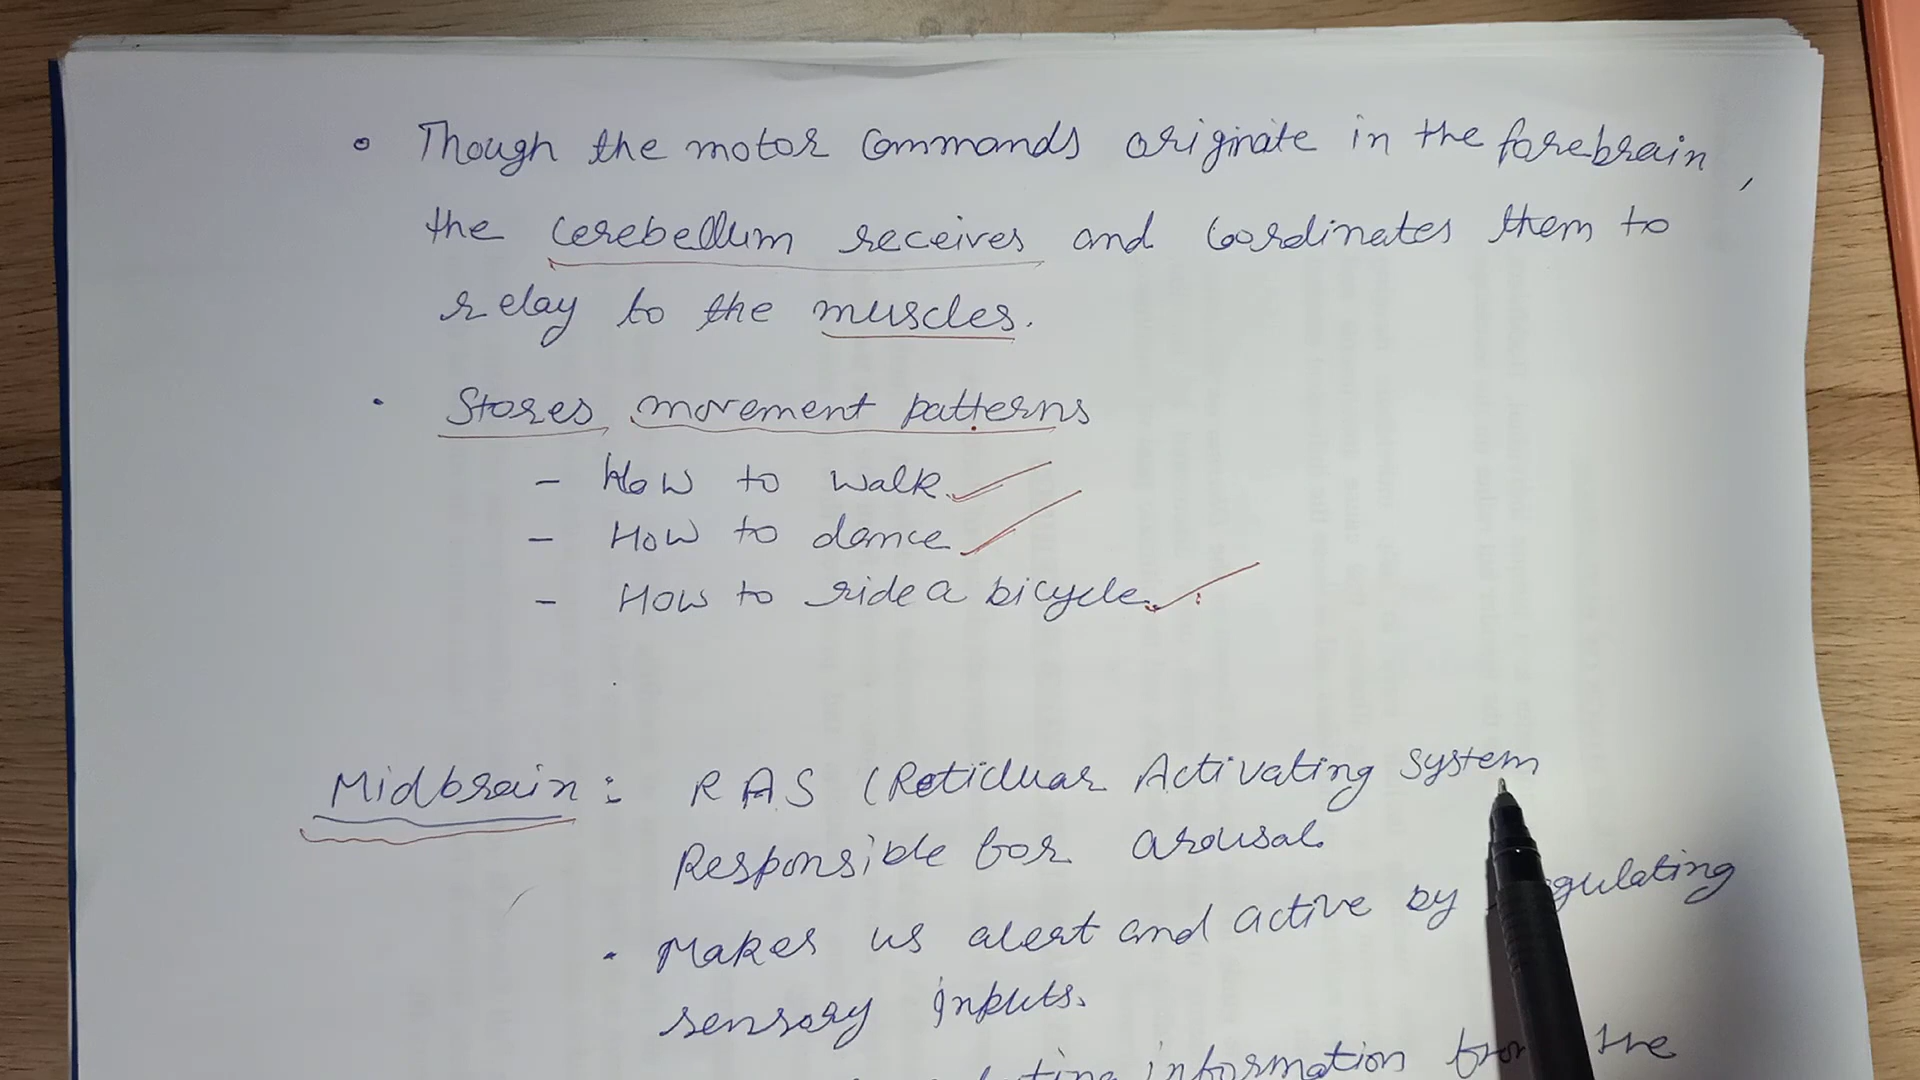 • Though the motor Commands originate in the forebrain,
the cerebellum receives and Coordinates them to
relay to the muscles.
• Stores movement patterns
- How to walk
- How to dance
- How to ride a bicycle
Midbrain: RAS (Reticluar Activating System
Responsible for arousal.
• Makes us alert and active by
sensory inputs.
information from the